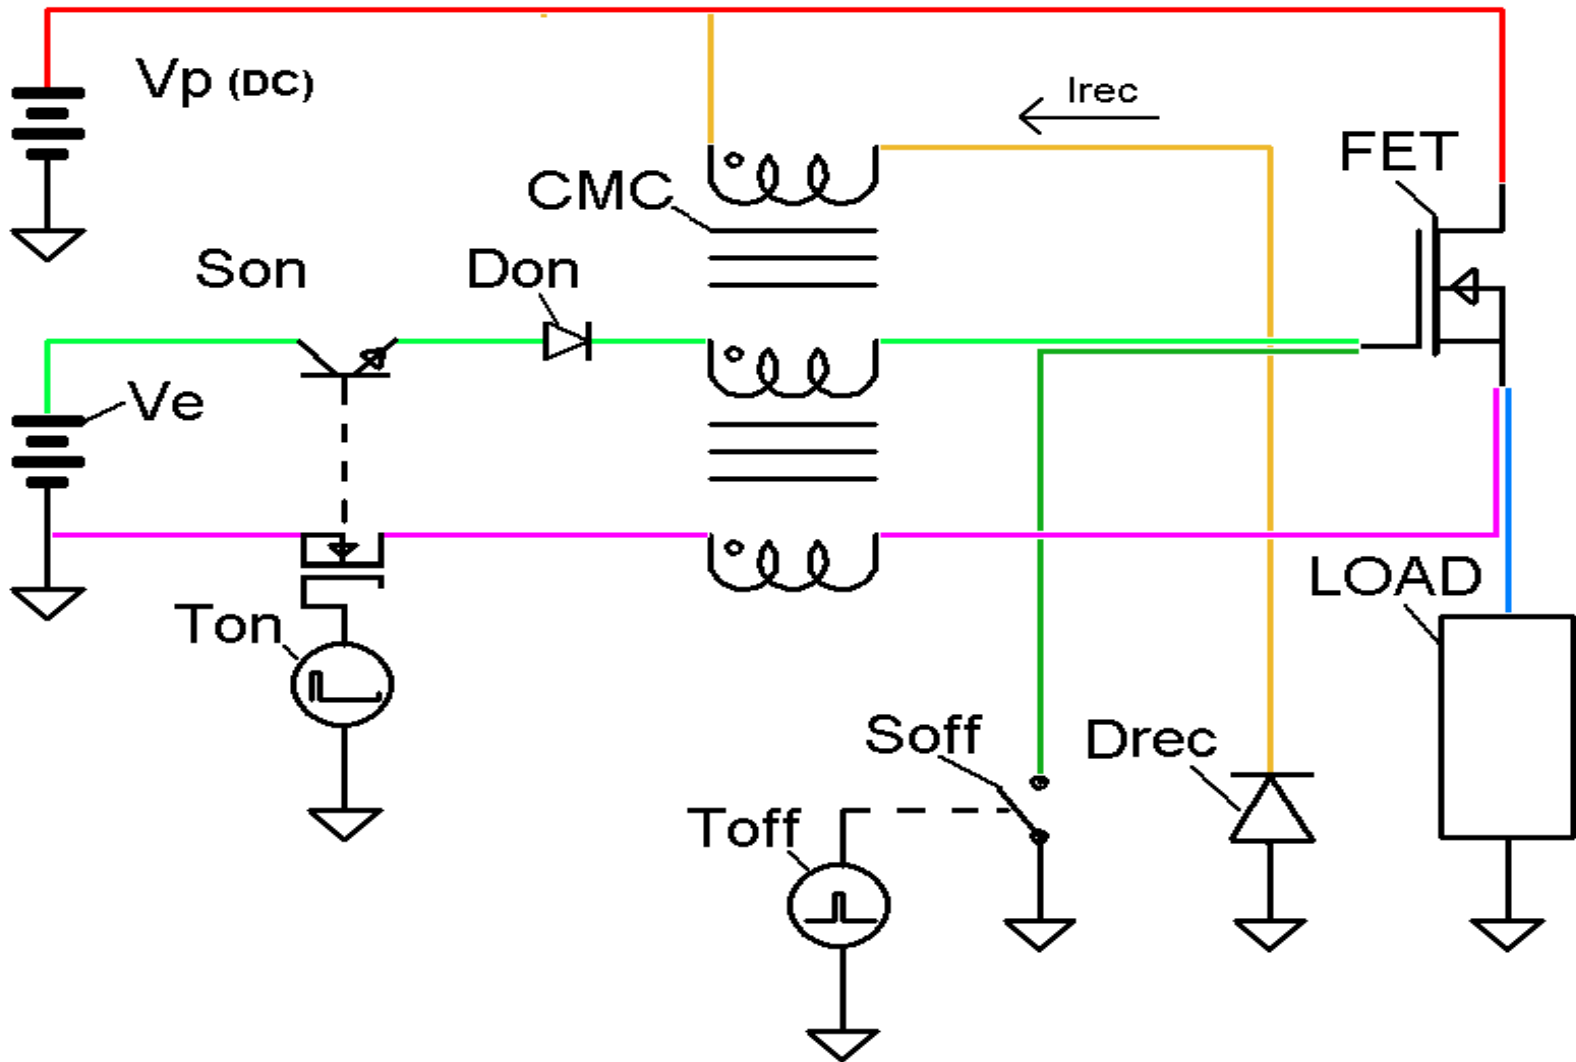 Vp (DC)
Irec
FET
CMC
Son
Don
Ve
LOAD
Ton
Soff
Drec
Toff